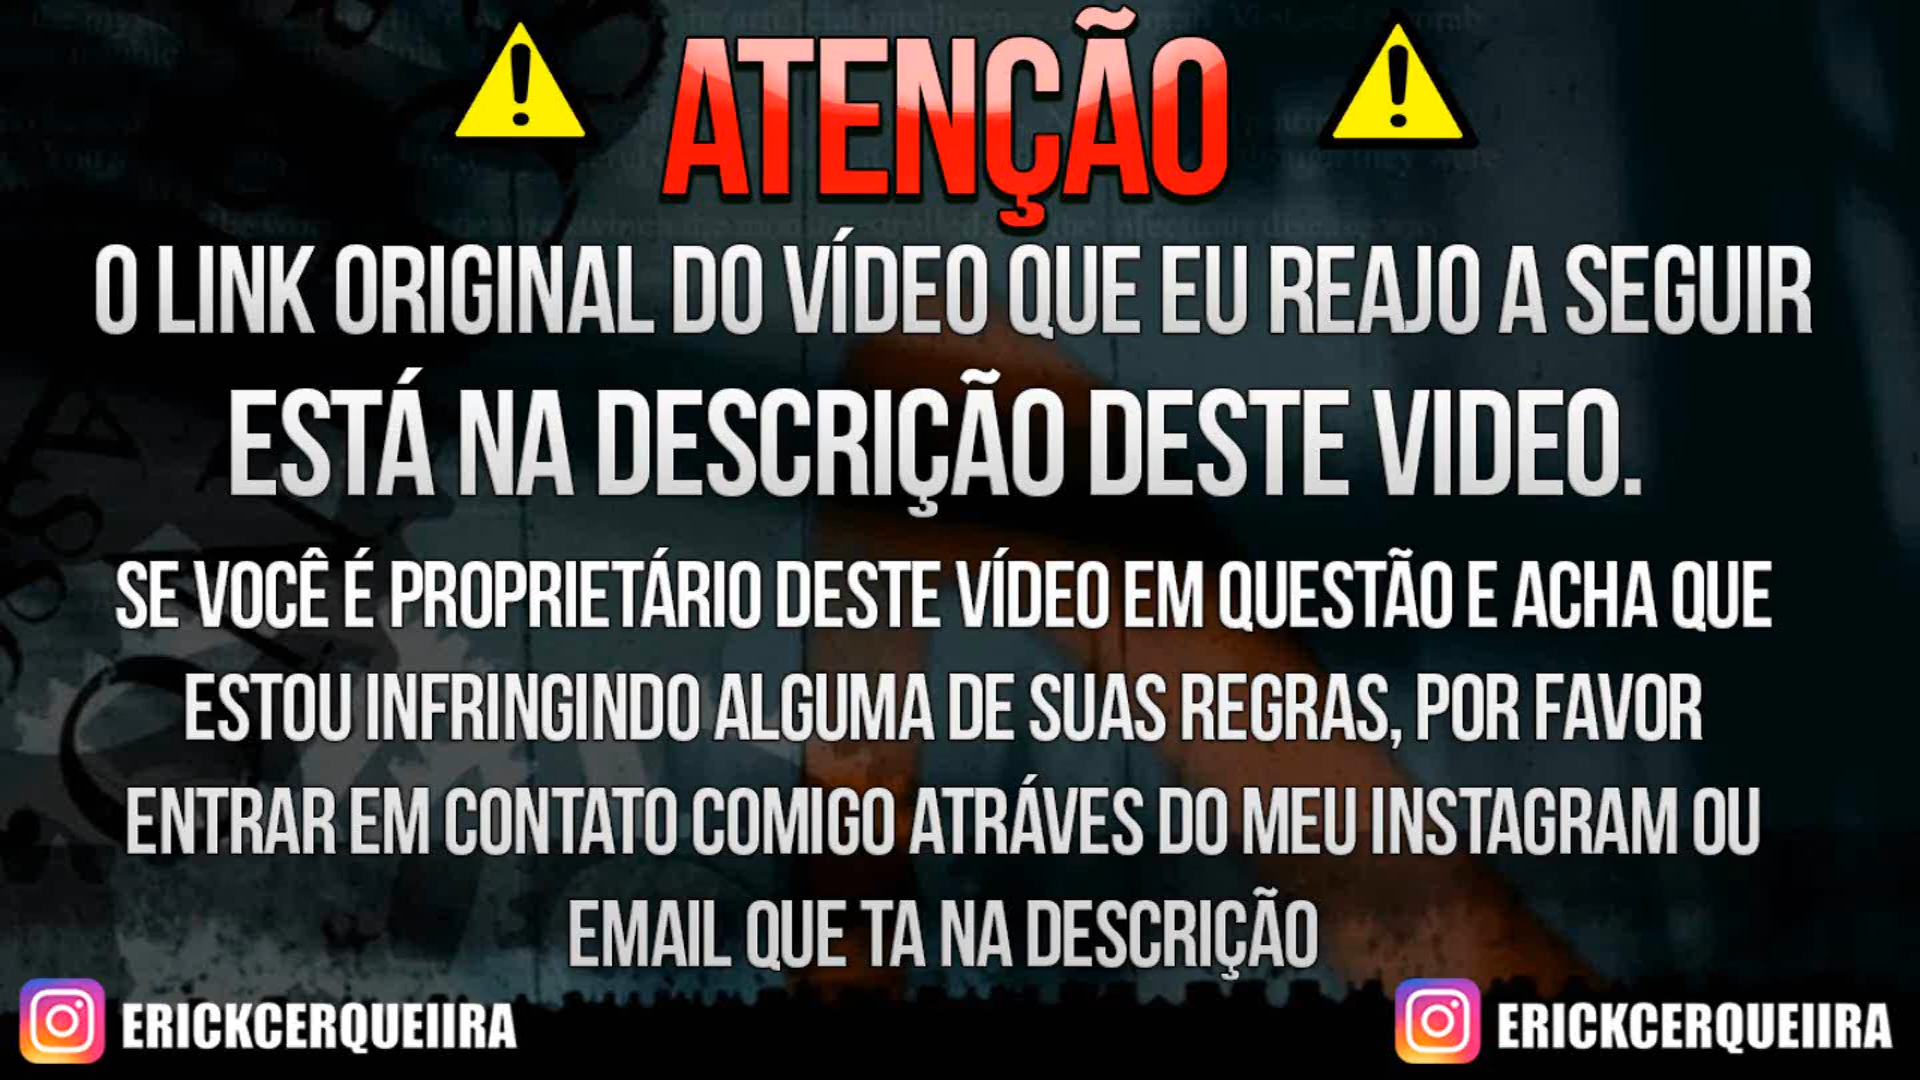 ATENÇÃO
O LINK ORIGINAL DO VÍDEO QUE EU REAJO A SEGUIR
ESTÁ NA DESCRIÇÃO DESTE VIDEO.
SE VOCÊ É PROPRIETÁRIO DESTE VÍDEO EM QUESTÃO E ACHA QUE
ESTOU INFRINGINDO ALGUMA DE SUAS REGRAS, POR FAVOR
ENTRAR EM CONTATO COMIGO ATRÁVES DO MEU INSTAGRAM OU
EMAIL QUE TA NA DESCRIÇÃO
ERICKCERQUEIIRA
ERICKCERQUEIIRA